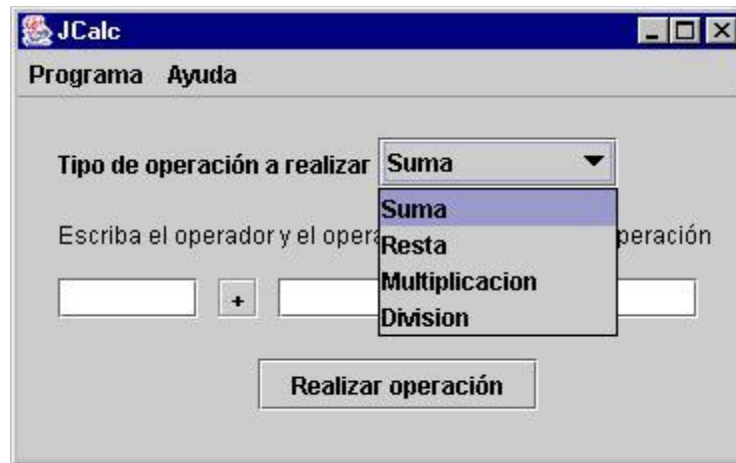 JCalc
Programa Ayuda
Tipo de operación a realizar Suma
Suma
Escriba el operador y el peración
Resta
Multiplicacion
+
Division
Realizar operación